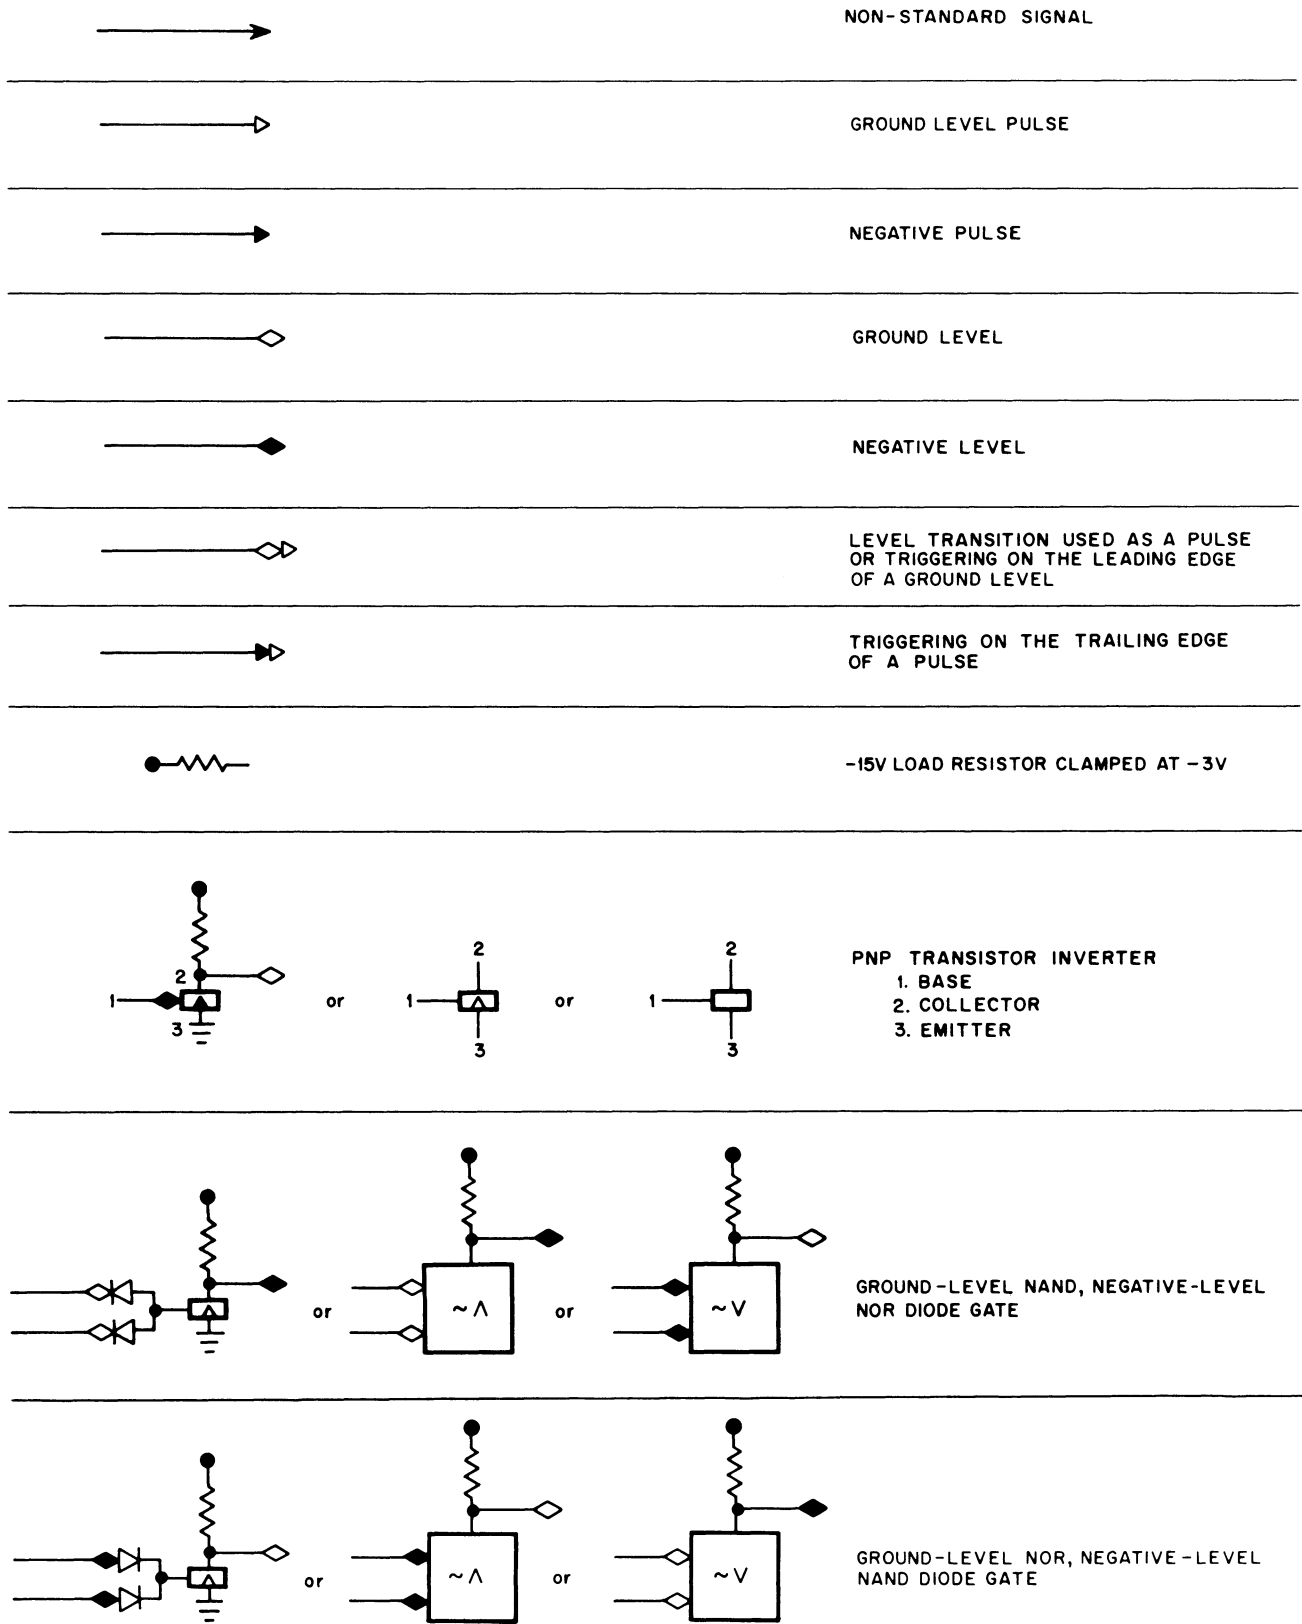 NON-STANDARD SIGNAL
GROUND LEVEL PULSE
NEGATIVE PULSE
GROUND LEVEL
NEGATIVE LEVEL
LEVEL TRANSITION USED AS A PULSE
OR TRIGGERING ON THE LEADING EDGE
OF A GROUND LEVEL
TRIGGERING ON THE TRAILING EDGE
OF A PULSE
-15V LOAD RESISTOR CLAMPED AT -3V
2
1
3
or
2
1
3
or
2
1
3
PNP TRANSISTOR INVERTER
1. BASE
2. COLLECTOR
3. EMITTER
or
~ Λ
or
~ V
GROUND-LEVEL NAND, NEGATIVE-LEVEL
NOR DIODE GATE
or
~ Λ
or
~ V
GROUND-LEVEL NOR, NEGATIVE-LEVEL
NAND DIODE GATE